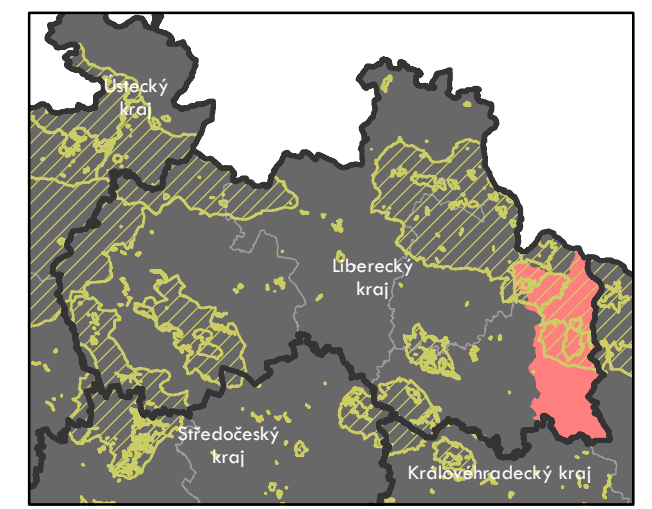 Ústecký
kraj
Liberecký
kraj
Středočeský
kraj
Královéhradecký kraj